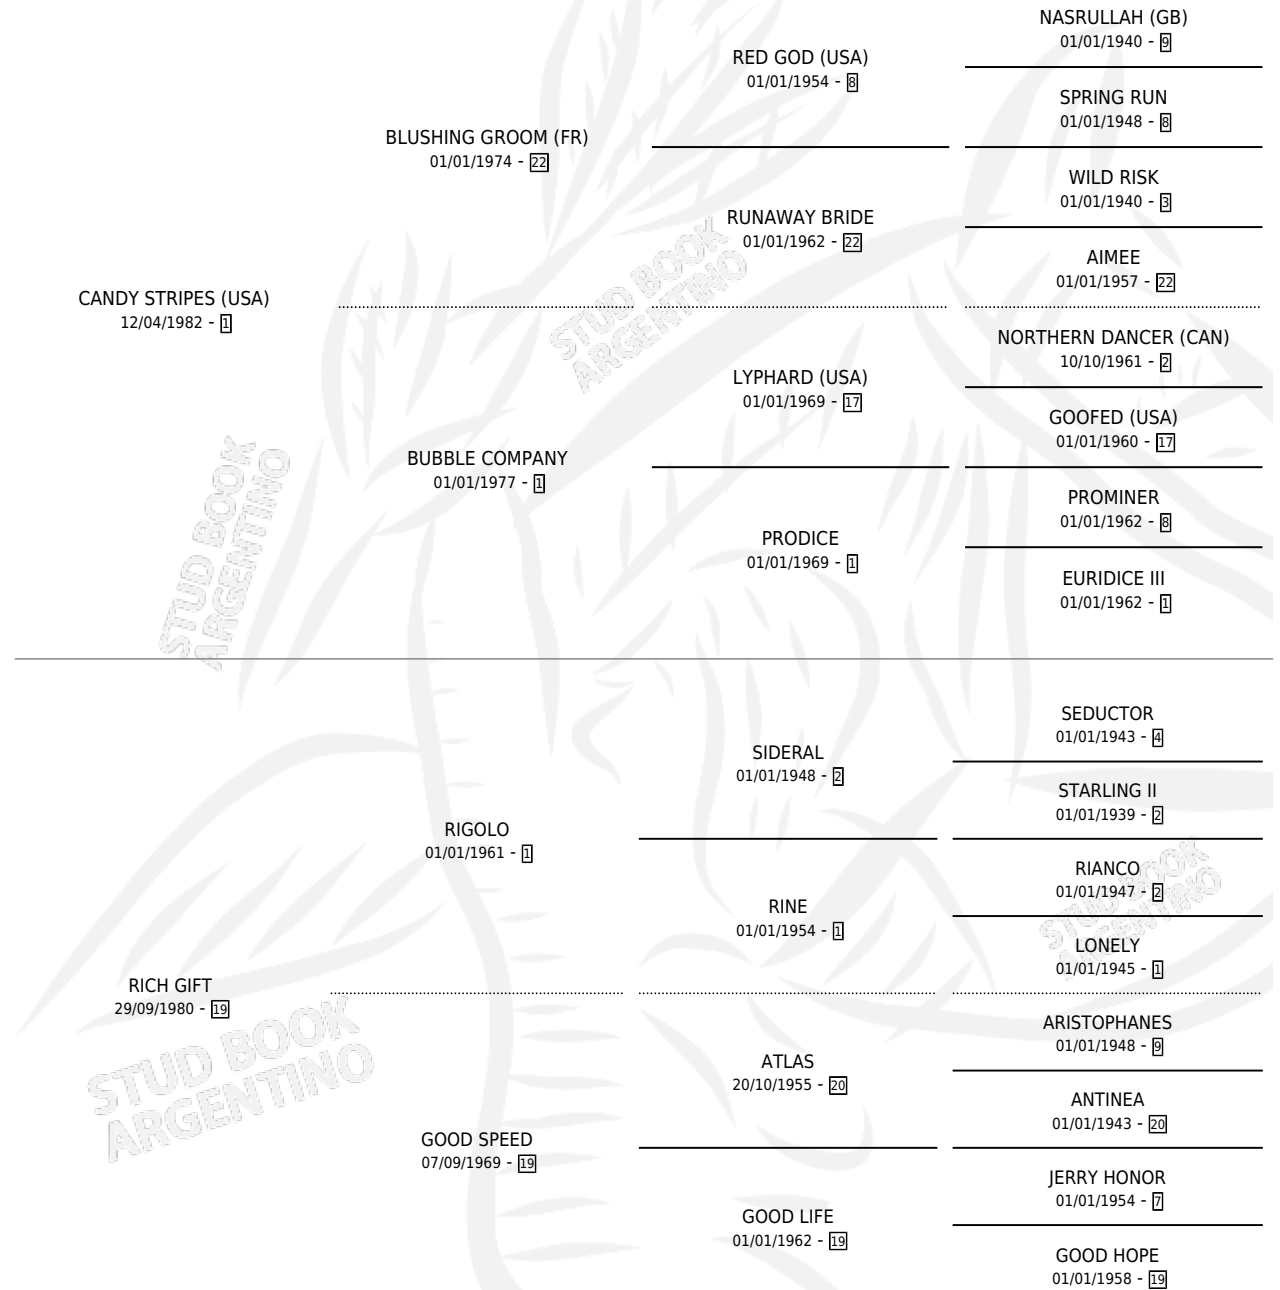 NASRULLAH (GB)
01/01/1940 - 9
RED GOD (USA)
01/01/1954 - 8
SPRING RUN
01/01/1948 - 8
BLUSHING GROOM (FR)
01/01/1974 - 22
WILD RISK
01/01/1940 - 3
RUNAWAY BRIDE
01/01/1962 - 22
AIMEE
01/01/1957 - 22
CANDY STRIPES (USA)
12/04/1982 - 1
NORTHERN DANCER (CAN)
10/10/1961 - 2
LYPHARD (USA)
01/01/1969 - 17
GOOFED (USA)
01/01/1960 - 17
BUBBLE COMPANY
01/01/1977 - 1
PROMINER
01/01/1962 - 8
PRODICE
01/01/1969 - 1
EURIDICE III
01/01/1962 - 1
SEDUCTOR
01/01/1943 - 4
SIDERAL
01/01/1948 - 2
STARLING II
01/01/1939 - 2
RIGOLO
01/01/1961 - 1
RIANCO
01/01/1947 - 2
RINE
01/01/1954 - 1
LONELY
01/01/1945 - 1
RICH GIFT
29/09/1980 - 19
ARISTOPHANES
01/01/1948 - 9
ATLAS
20/10/1955 - 20
ANTINEA
01/01/1943 - 20
GOOD SPEED
07/09/1969 - 19
JERRY HONOR
01/01/1954 - 7
GOOD LIFE
01/01/1962 - 19
GOOD HOPE
01/01/1958 - 19
STUD BOOK
ARGENTINO
STUD BOOK
ARGENTINO
STUD BOOK
ARGENTINO
STUD BOOK
ARGENTINO